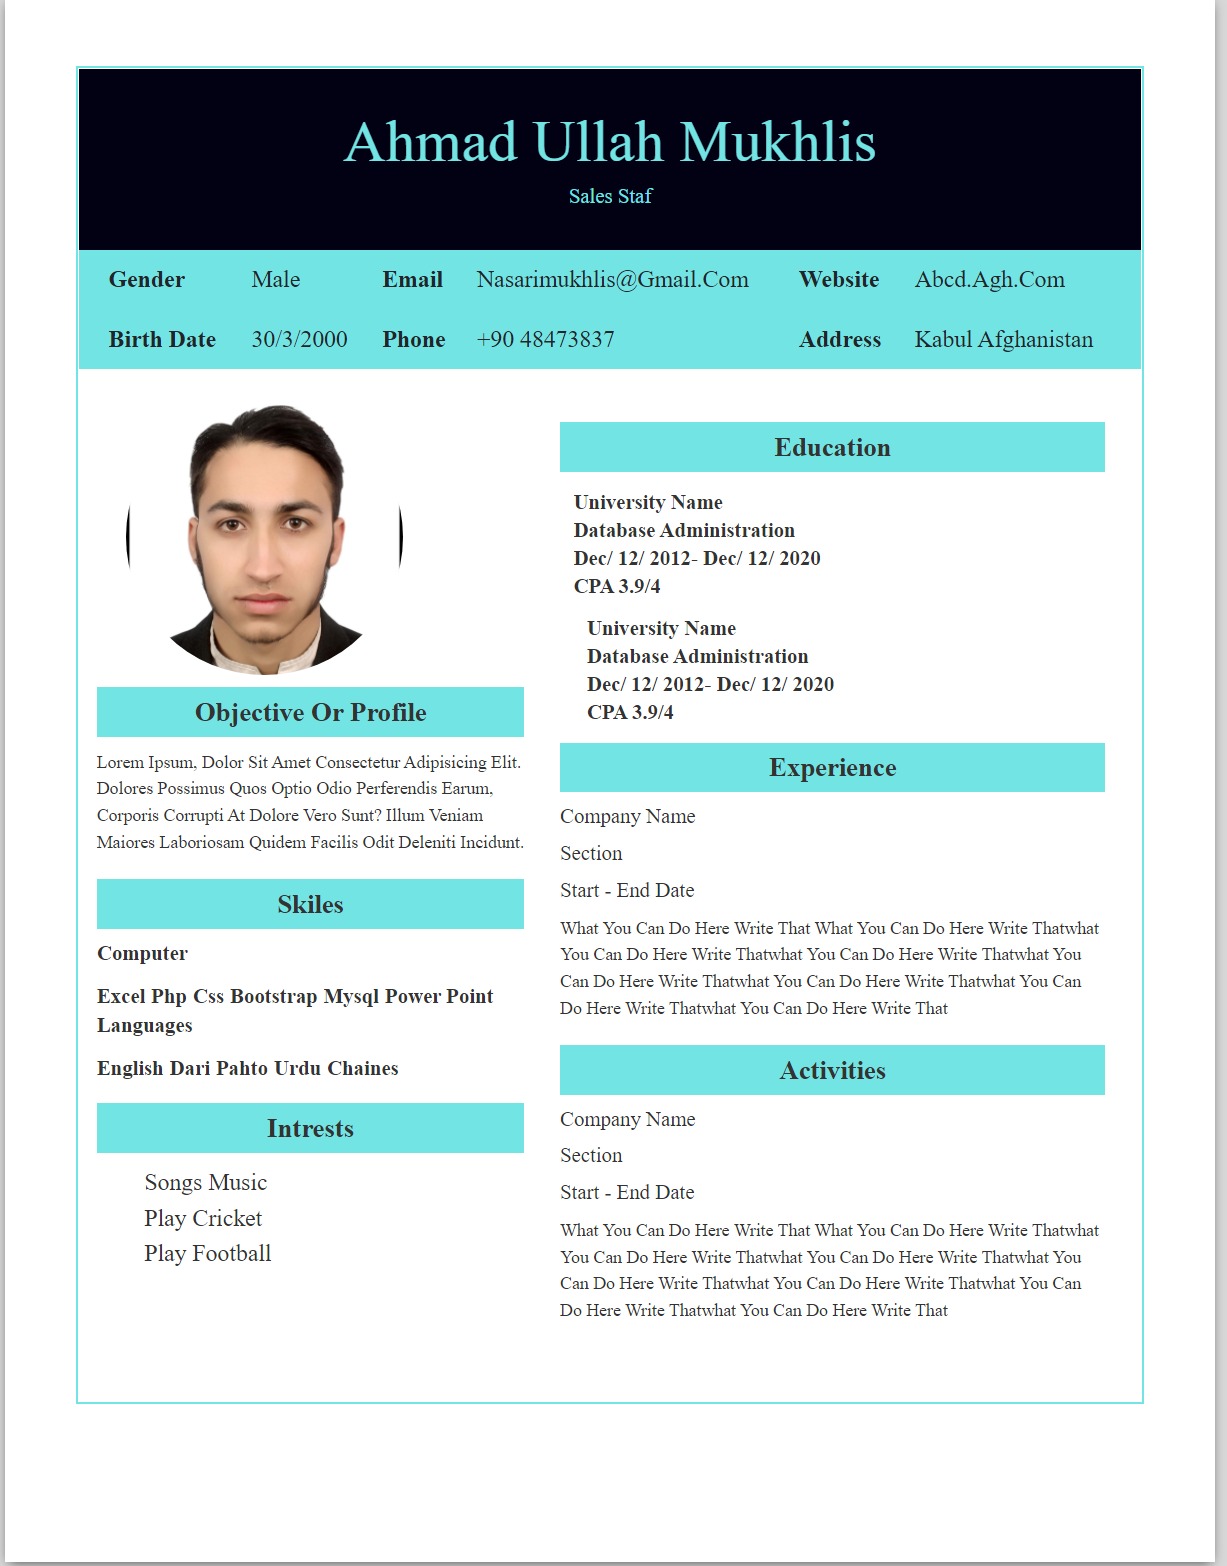 Ahmad Ullah Mukhlis
Sales Staf
Gender Male Email Nasarimukhlis@Gmail.Com Website Abcd.Agh.Com
Birth Date 30/3/2000 Phone +90 48473837 Address Kabul Afghanistan
Objective Or Profile
Lorem Ipsum, Dolor Sit Amet Consectetur Adipisicing Elit.
Dolores Possimus Quos Optio Odio Perferendis Earum,
Corporis Corrupti At Dolore Vero Sunt? Illum Veniam
Maiores Laboriosam Quidem Facilis Odit Deleniti Incidunt.
Skiles
Computer
Excel Php Css Bootstrap Mysql Power Point
Languages
English Dari Pahto Urdu Chaines
Intrests
Songs Music
Play Cricket
Play Football
Education
University Name
Database Administration
Dec/ 12/ 2012- Dec/ 12/ 2020
CPA 3.9/4
University Name
Database Administration
Dec/ 12/ 2012- Dec/ 12/ 2020
CPA 3.9/4
Experience
Company Name
Section
Start - End Date
What You Can Do Here Write That What You Can Do Here Write Thatwhat
You Can Do Here Write Thatwhat You Can Do Here Write Thatwhat You
Can Do Here Write Thatwhat You Can Do Here Write Thatwhat You Can
Do Here Write Thatwhat You Can Do Here Write That
Activities
Company Name
Section
Start - End Date
What You Can Do Here Write That What You Can Do Here Write Thatwhat
You Can Do Here Write Thatwhat You Can Do Here Write Thatwhat You
Can Do Here Write Thatwhat You Can Do Here Write Thatwhat You Can
Do Here Write Thatwhat You Can Do Here Write That